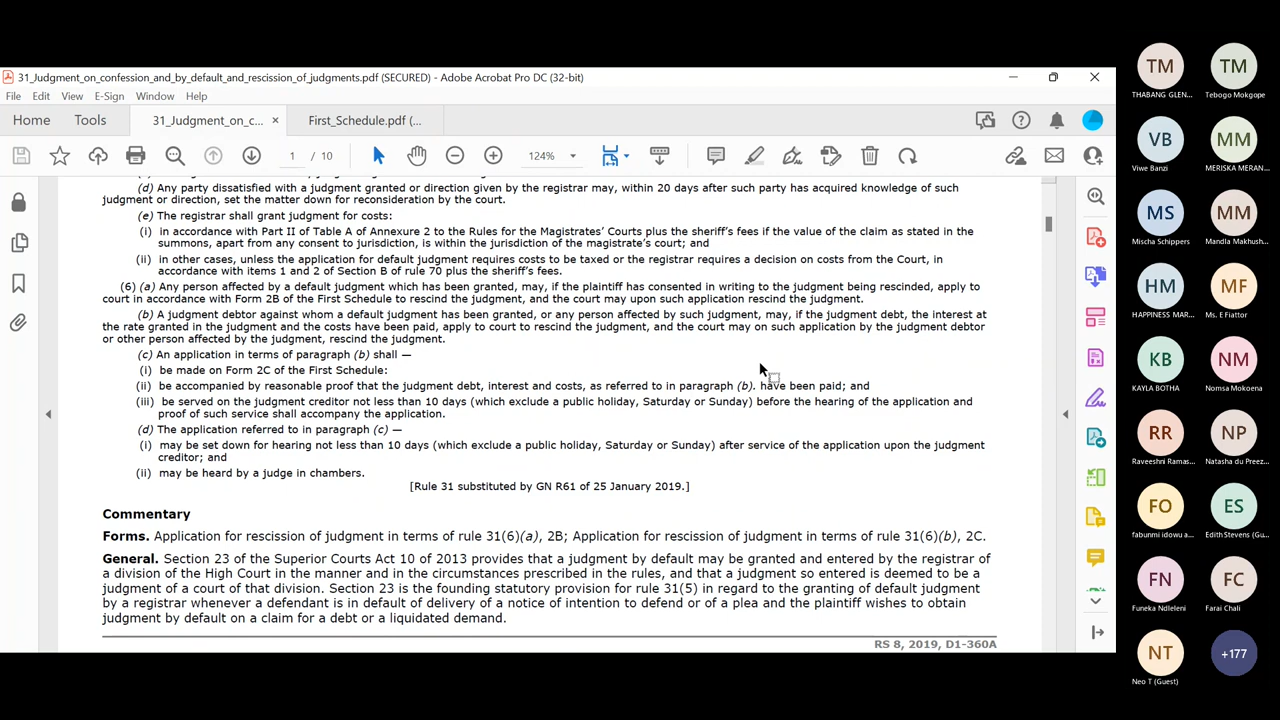 31_Judgment_on_confession_and_by_default_and_rescission_of_judgments.pdf (SECURED) - Adobe Acrobat Pro DC (32-bit)
File Edit View E-Sign Window Help
Home Tools 31_Judgment_on_c... × First_Schedule.pdf (...
1 / 10 124%
(d) Any party dissatisfied with a judgment granted or direction given by the registrar may, within 20 days after such party has acquired knowledge of such
judgment or direction, set the matter down for reconsideration by the court.
(e) The registrar shall grant judgment for costs:
(i) in accordance with Part II of Table A of Annexure 2 to the Rules for the Magistrates' Courts plus the sheriff's fees if the value of the claim as stated in the
summons, apart from any consent to jurisdiction, is within the jurisdiction of the magistrate's court; and
(ii) in other cases, unless the application for default judgment requires costs to be taxed or the registrar requires a decision on costs from the Court, in
accordance with items 1 and 2 of Section B of rule 70 plus the sheriff's fees.
(6) (a) Any person affected by a default judgment which has been granted, may, if the plaintiff has consented in writing to the judgment being rescinded, apply to
court in accordance with Form 2B of the First Schedule to rescind the judgment, and the court may upon such application rescind the judgment.
(b) A judgment debtor against whom a default judgment has been granted, or any person affected by such judgment, may, if the judgment debt, the interest at
the rate granted in the judgment and the costs have been paid, apply to court to rescind the judgment, and the court may on such application by the judgment debtor
or other person affected by the judgment, rescind the judgment.
(c) An application in terms of paragraph (b) shall —
(i) be made on Form 2C of the First Schedule:
(ii) be accompanied by reasonable proof that the judgment debt, interest and costs, as referred to in paragraph (b). have been paid; and
(iii) be served on the judgment creditor not less than 10 days (which exclude a public holiday, Saturday or Sunday) before the hearing of the application and
proof of such service shall accompany the application.
(d) The application referred to in paragraph (c) —
(i) may be set down for hearing not less than 10 days (which exclude a public holiday, Saturday or Sunday) after service of the application upon the judgment
creditor; and
(ii) may be heard by a judge in chambers.
[Rule 31 substituted by GN R61 of 25 January 2019.]
Commentary
Forms. Application for rescission of judgment in terms of rule 31(6)(a), 2B; Application for rescission of judgment in terms of rule 31(6)(b), 2C.
General. Section 23 of the Superior Courts Act 10 of 2013 provides that a judgment by default may be granted and entered by the registrar of
a division of the High Court in the manner and in the circumstances prescribed in the rules, and that a judgment so entered is deemed to be a
judgment of a court of that division. Section 23 is the founding statutory provision for rule 31(5) in regard to the granting of default judgment
by a registrar whenever a defendant is in default of delivery of a notice of intention to defend or of a plea and the plaintiff wishes to obtain
judgment by default on a claim for a debt or a liquidated demand.
RS 8, 2019, D1-360A
TM TM
THABANG GLEN... Tebogo Mokgope
VB MM
Viwe Banzi MERISKA MERAN...
MS MM
Mischa Schippers Mandla Makhush...
HM MF
HAPPINESS MAR... Ms. E Fiattor
KB NM
KAYLA BOTHA Nomsa Mokoena
RR NP
Raveeshni Ramas... Natasha du Preez...
FO ES
fabunmi idowu a... Edith Stevens (Gu...
FN FC
Funeka Ndleleni Farai Chali
NT +177
Neo T (Guest)